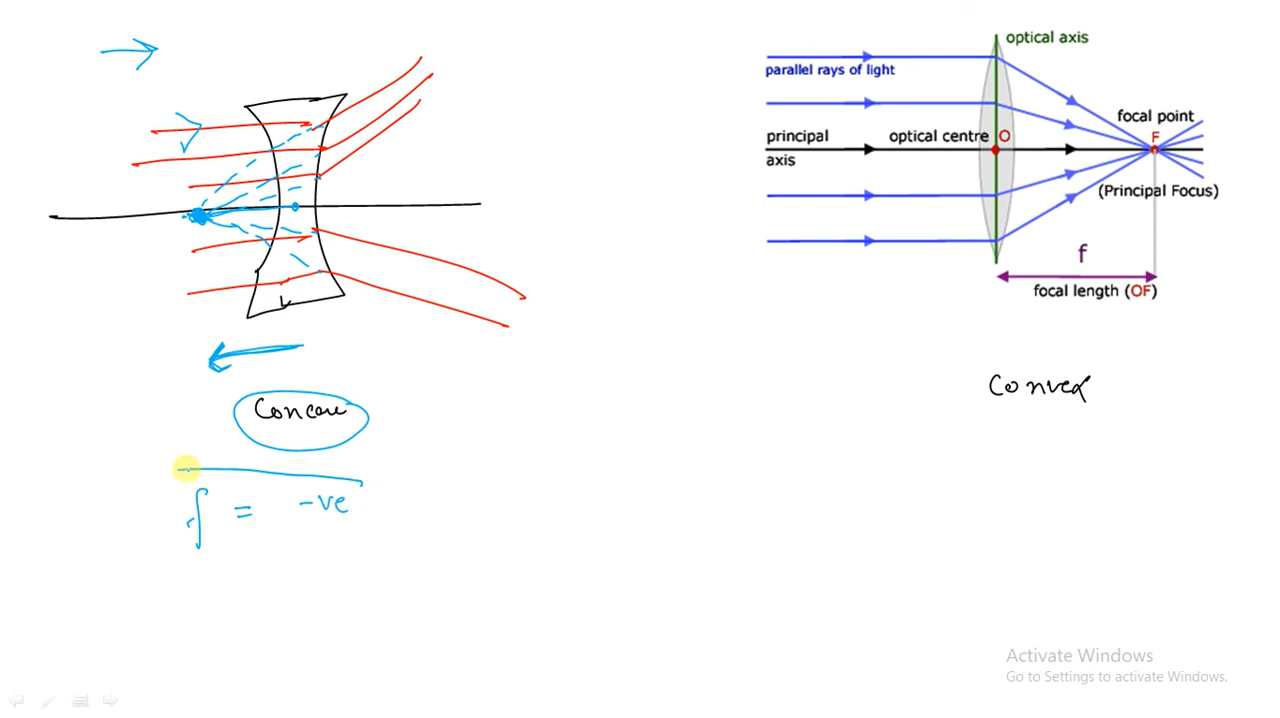 optical axis
parallel rays of light
focal point
principal
axis
optical centre O
F
(Principal Focus)
f
focal length (OF)
Convex
Concave
f = -ve
Activate Windows
Go to Settings to activate Windows.